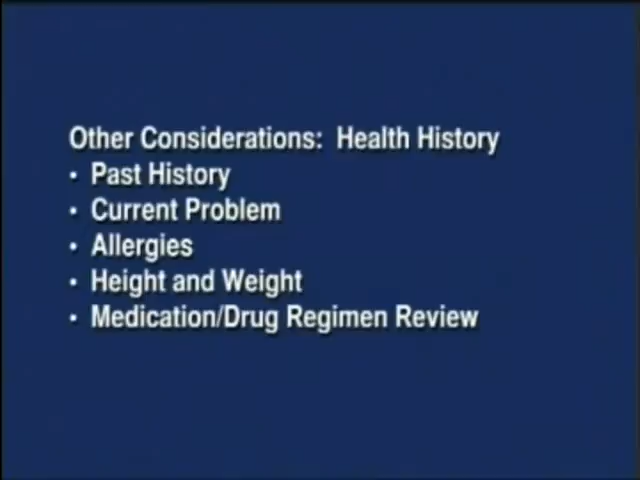 Other Considerations:  Health History
• Past History
• Current Problem
• Allergies
• Height and Weight
• Medication/Drug Regimen Review